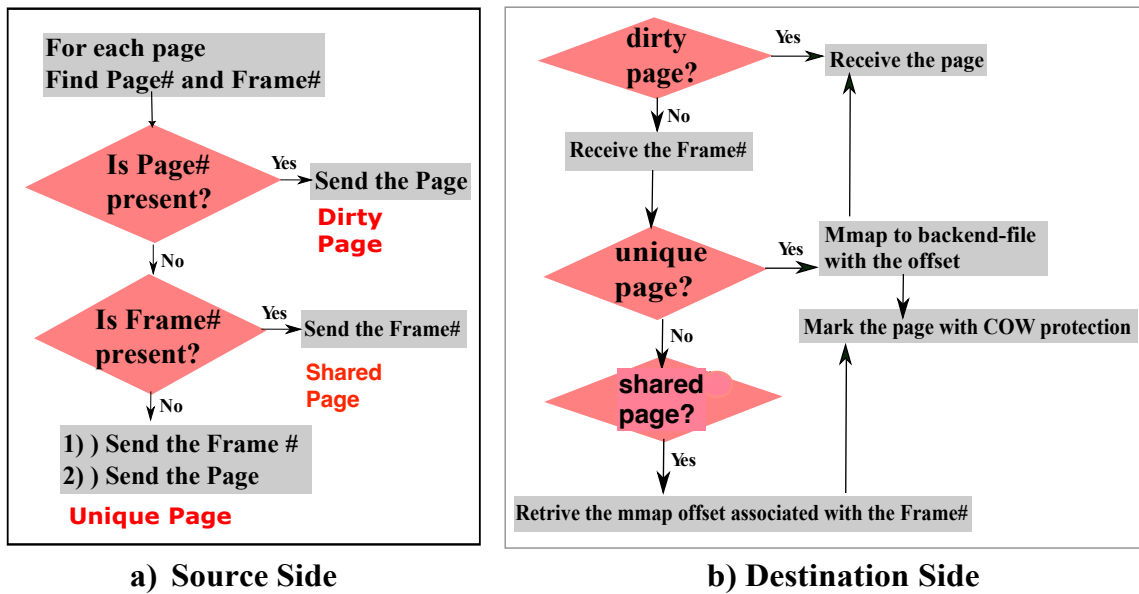 For each page
Find Page# and Frame#
Is Page#
present?
Yes
Send the Page
Dirty
Page
No
Is Frame#
present?
Yes
Send the Frame#
Shared
Page
No
1) ) Send the Frame #
2) ) Send the Page
Unique Page
a) Source Side
dirty
page?
Yes
Receive the page
No
Receive the Frame#
unique
page?
Yes
Mmap to backend-file
with the offset
Mark the page with COW protection
No
shared
page?
Yes
Retrive the mmap offset associated with the Frame#
b) Destination Side